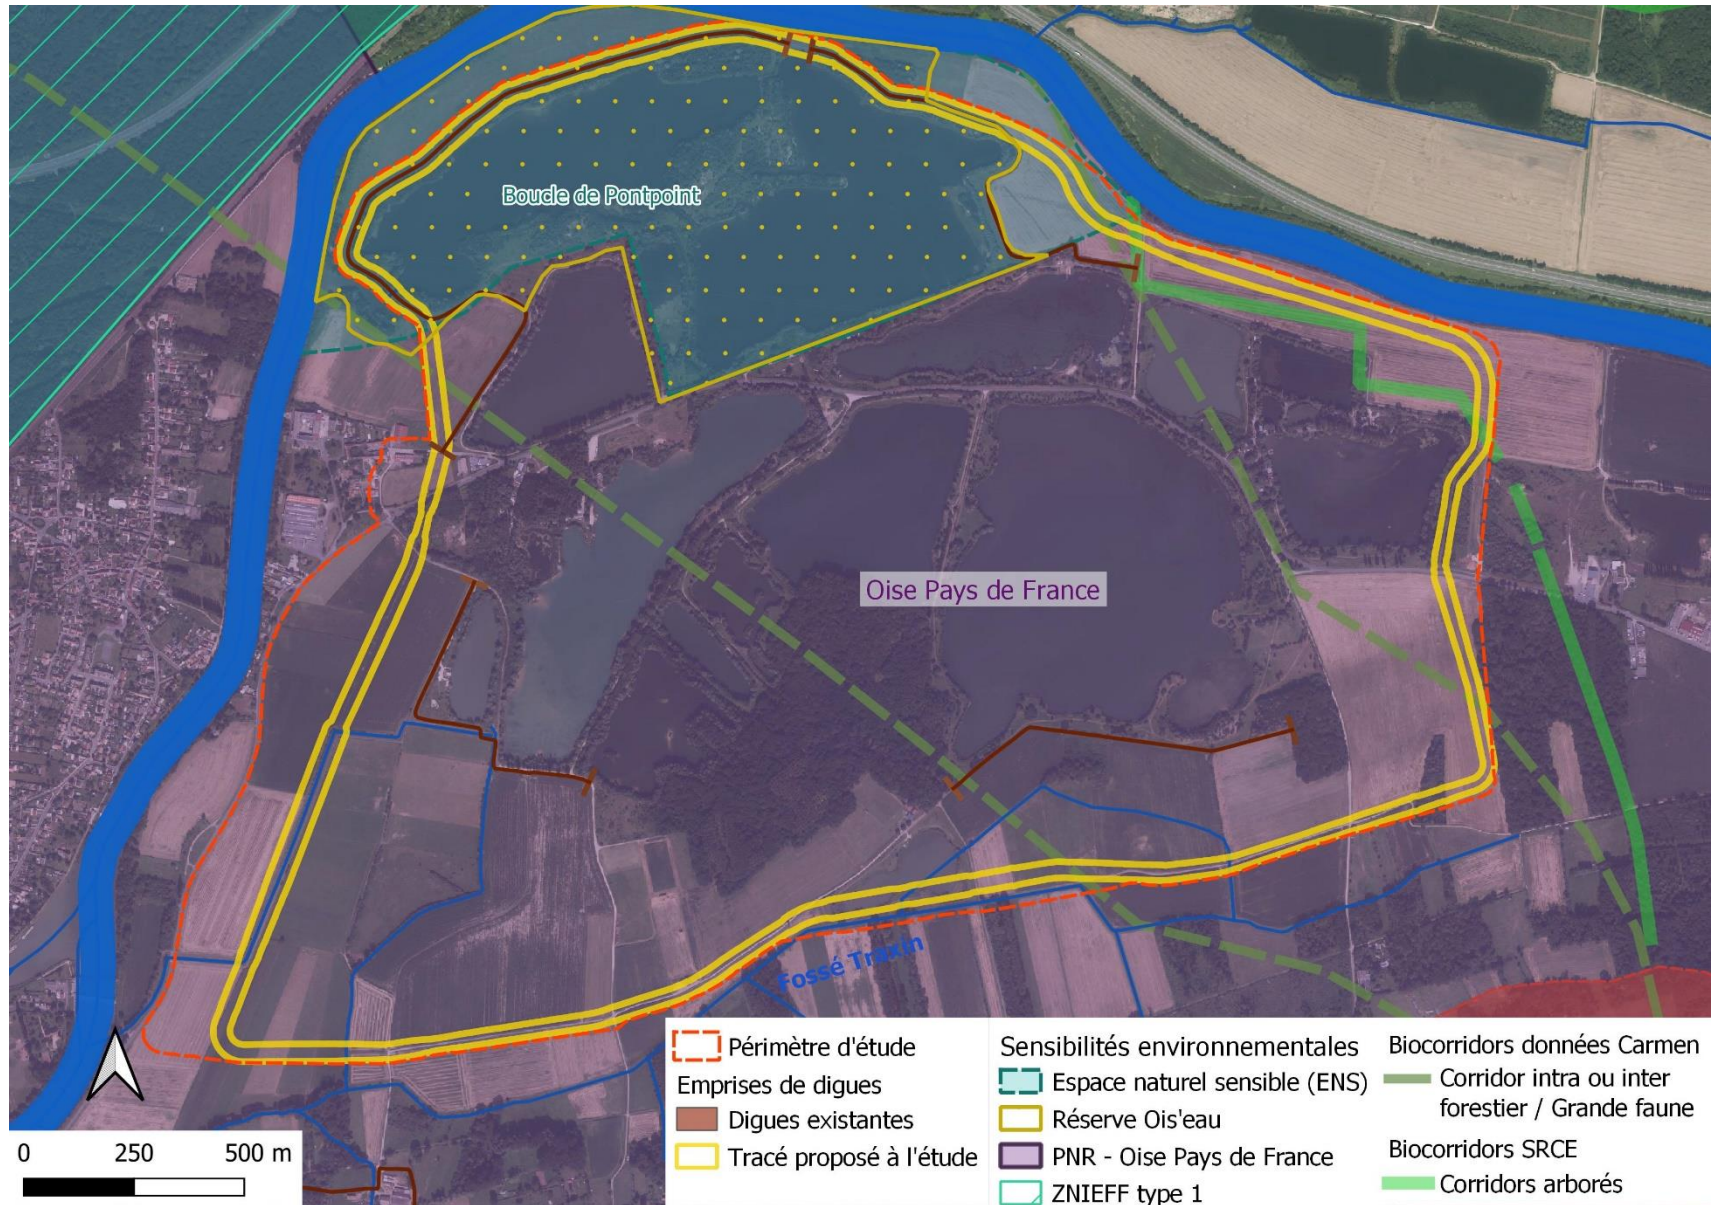 Boucle de Pontpoint
Oise Pays de France
Fossé Traxin
0 250 500 m
Périmètre d'étude
Emprises de digues
Digues existantes
Tracé proposé à l'étude
Sensibilités environnementales
Espace naturel sensible (ENS)
Réserve Ois'eau
PNR - Oise Pays de France
ZNIEFF type 1
Biocorridors données Carmen
Corridor intra ou inter
forestier / Grande faune
Biocorridors SRCE
Corridors arborés